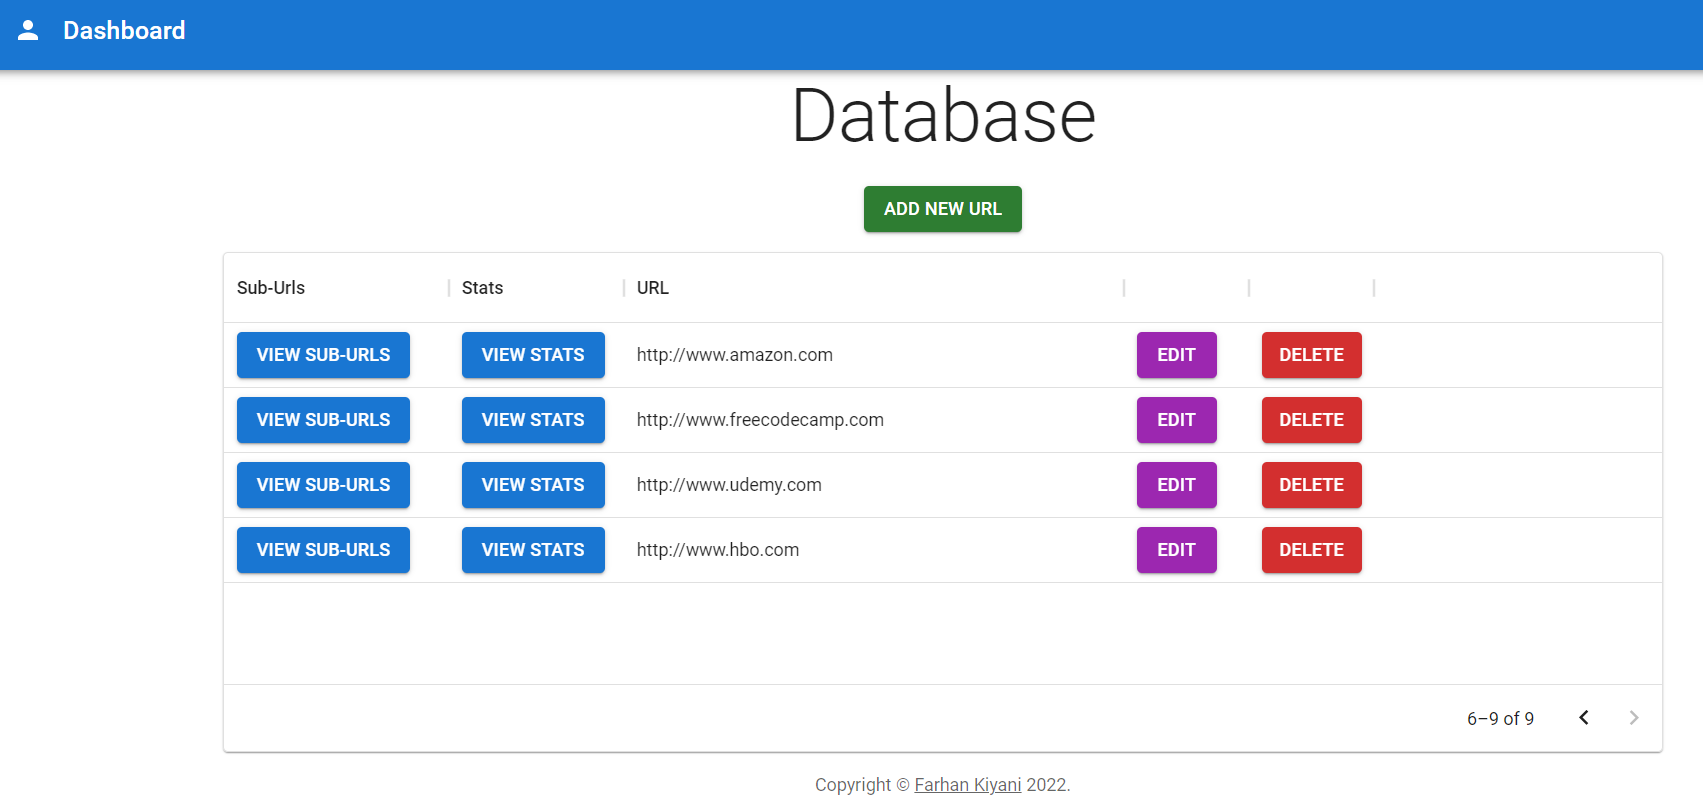 Dashboard
Database
ADD NEW URL
Sub-Urls Stats URL
VIEW SUB-URLS VIEW STATS http://www.amazon.com EDIT DELETE
VIEW SUB-URLS VIEW STATS http://www.freecodecamp.com EDIT DELETE
VIEW SUB-URLS VIEW STATS http://www.udemy.com EDIT DELETE
VIEW SUB-URLS VIEW STATS http://www.hbo.com EDIT DELETE
6–9 of 9
Copyright © Farhan Kiyani 2022.